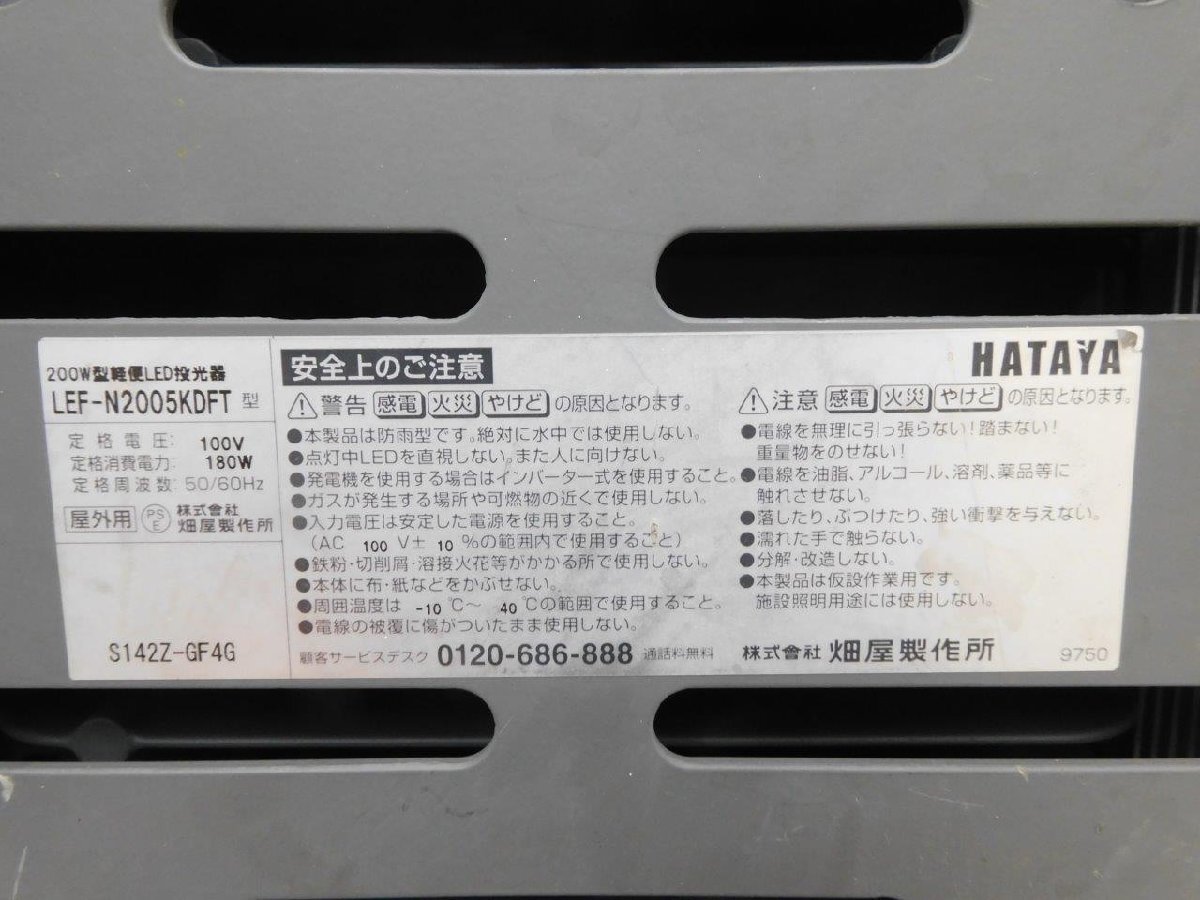 200W型軽便LED投光器
LEF-N2005KDFT 型
定格電圧: 100V
定格消費電力: 180W
定格周波数: 50/60Hz
屋外用 PSE 株式会社
畑屋製作所
S142Z-GF4G
安全上のご注意
警告 感電 火災 やけど の原因となります。
●本製品は防雨型です。絶対に水中では使用しない。
●点灯中LEDを直視しない。また人に向けない。
●発電機を使用する場合はインバーター式を使用すること。
●ガスが発生する場所や可燃物の近くで使用しない。
●入力電圧は安定した電源を使用すること。
(AC 100 V± 10 %の範囲内で使用すること)
●鉄粉・切削屑・溶接火花等がかかる所で使用しない。
●本体に布・紙などをかぶせない。
●周囲温度は -10 ℃～ 40 ℃の範囲で使用すること。
●電線の被覆に傷がついたまま使用しない。
顧客サービスデスク 0120-686-888 通話料無料
HATAYA
注意 感電 火災 やけど の原因となります。
●電線を無理に引っ張らない!踏まない!
重量物をのせない!
●電線を油脂、アルコール、溶剤、薬品等に
触れさせない。
●落したり、ぶつけたり、強い衝撃を与えない。
●濡れた手で触らない。
●分解・改造しない。
●本製品は仮設作業用です。
施設照明用途には使用しない。
株式會社 畑屋製作所 9750